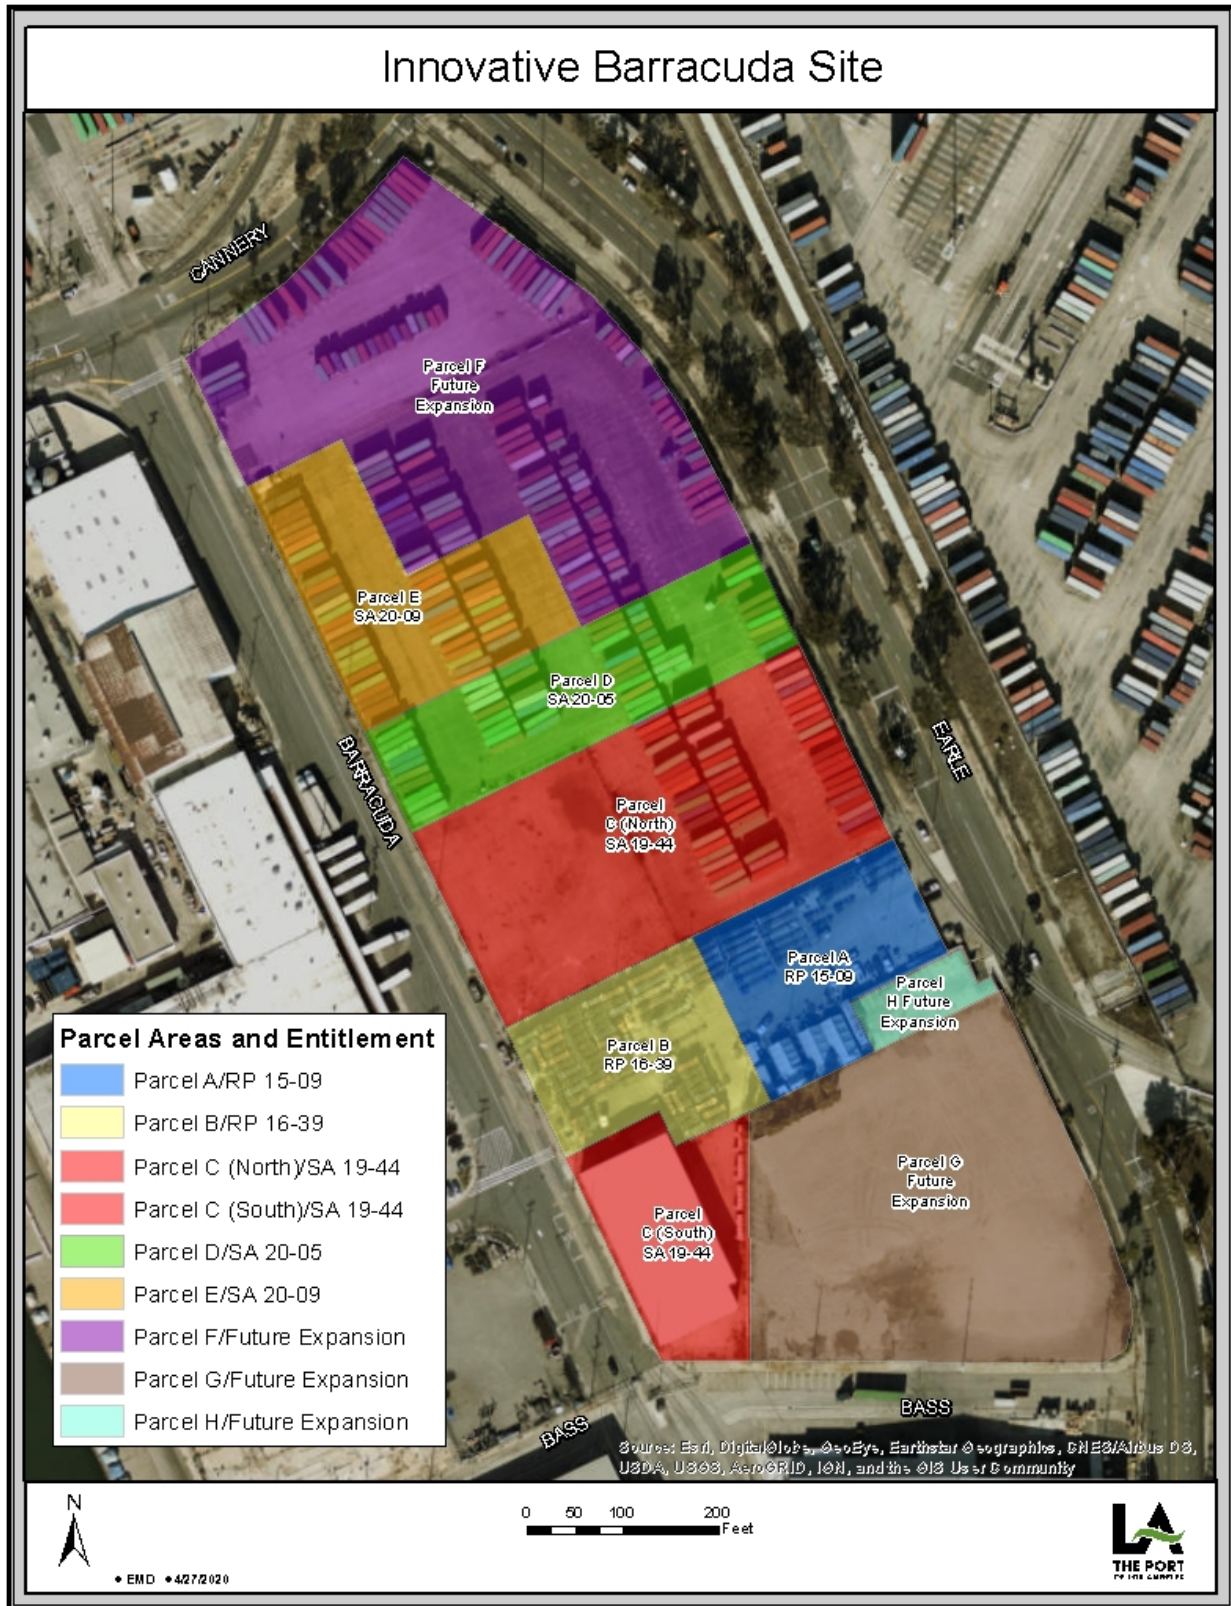 Innovative Barracuda Site
CANNERY
Parcel F
Future
Expansion
Parcel E
SA 20-09
Parcel D
SA 20-05
BARRACUDA
EARLE
Parcel
C (North)
SA 19-44
Parcel A
RP 15-09
Parcel
H Future
Expansion
Parcel B
RP 16-39
Parcel G
Future
Expansion
Parcel
C (South)
SA 19-44
Parcel Areas and Entitlement
Parcel A/RP 15-09
Parcel B/RP 16-39
Parcel C (North)/SA 19-44
Parcel C (South)/SA 19-44
Parcel D/SA 20-05
Parcel E/SA 20-09
Parcel F/Future Expansion
Parcel G/Future Expansion
Parcel H/Future Expansion
BASS
BASS
Source: Esri, DigitalGlobe, GeoEye, Earthstar Geographics, CNES/Airbus DS,
USDA, USGS, AeroGRID, IGN, and the GIS User Community
N
0 50 100 200
Feet
• EMD • 4/27/2020
LA
THE PORT
OF LOS ANGELES